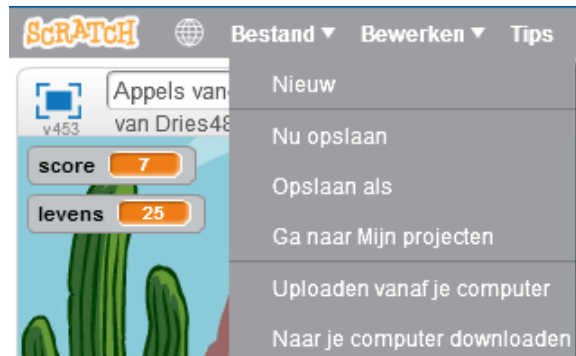 SCRATCH Bestand Bewerken Tips
Nieuw
Appels van
v453 van Dries48
Nu opslaan
score 7
Opslaan als
levens 25
Ga naar Mijn projecten
Uploaden vanaf je computer
Naar je computer downloaden